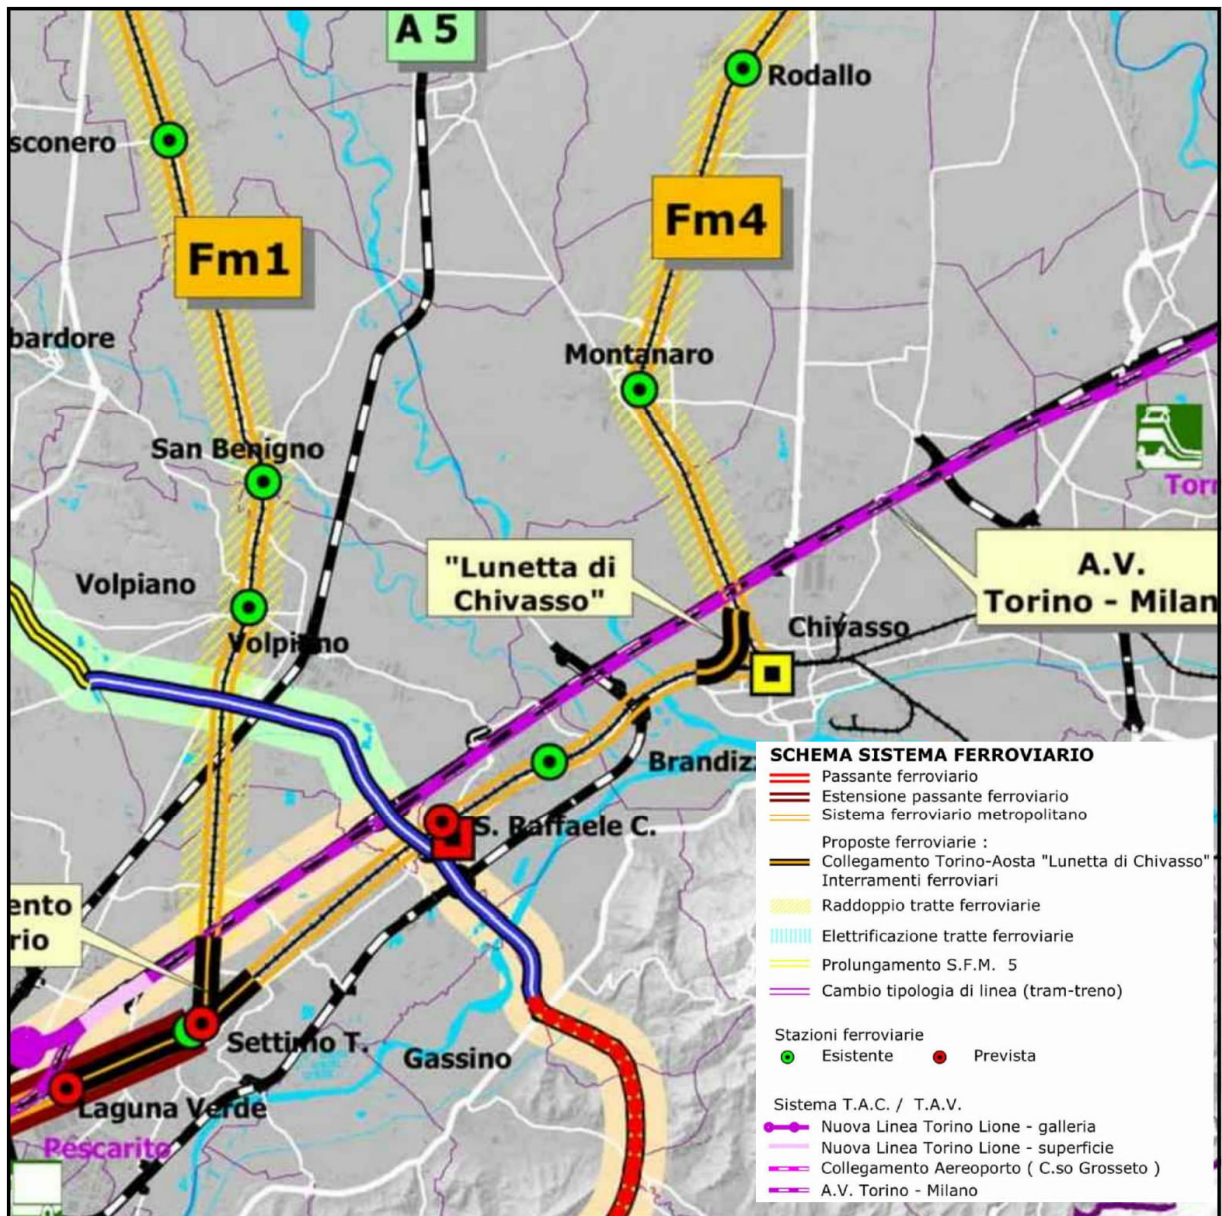 A 5
Rodallo
sconero
Fm4
Fm1
bardore
Montanaro
San Benigno
Torr
"Lunetta di
Chivasso"
A.V.
Torino - Milan
Volpiano
Chivasso
Volpiano
Brandizz
S. Raffaele C.
ento
rio
Settimo T.
Gassino
Laguna Verde
Pescarito
SCHEMA SISTEMA FERROVIARIO
Passante ferroviario
Estensione passante ferroviario
Sistema ferroviario metropolitano
Proposte ferroviarie :
Collegamento Torino-Aosta "Lunetta di Chivasso"
Interramenti ferroviari
Raddoppio tratte ferroviarie
Elettrificazione tratte ferroviarie
Prolungamento S.F.M. 5
Cambio tipologia di linea (tram-treno)
Stazioni ferroviarie
Esistente
Prevista
Sistema T.A.C. / T.A.V.
Nuova Linea Torino Lione - galleria
Nuova Linea Torino Lione - superficie
Collegamento Aereoporto ( C.so Grosseto )
A.V. Torino - Milano